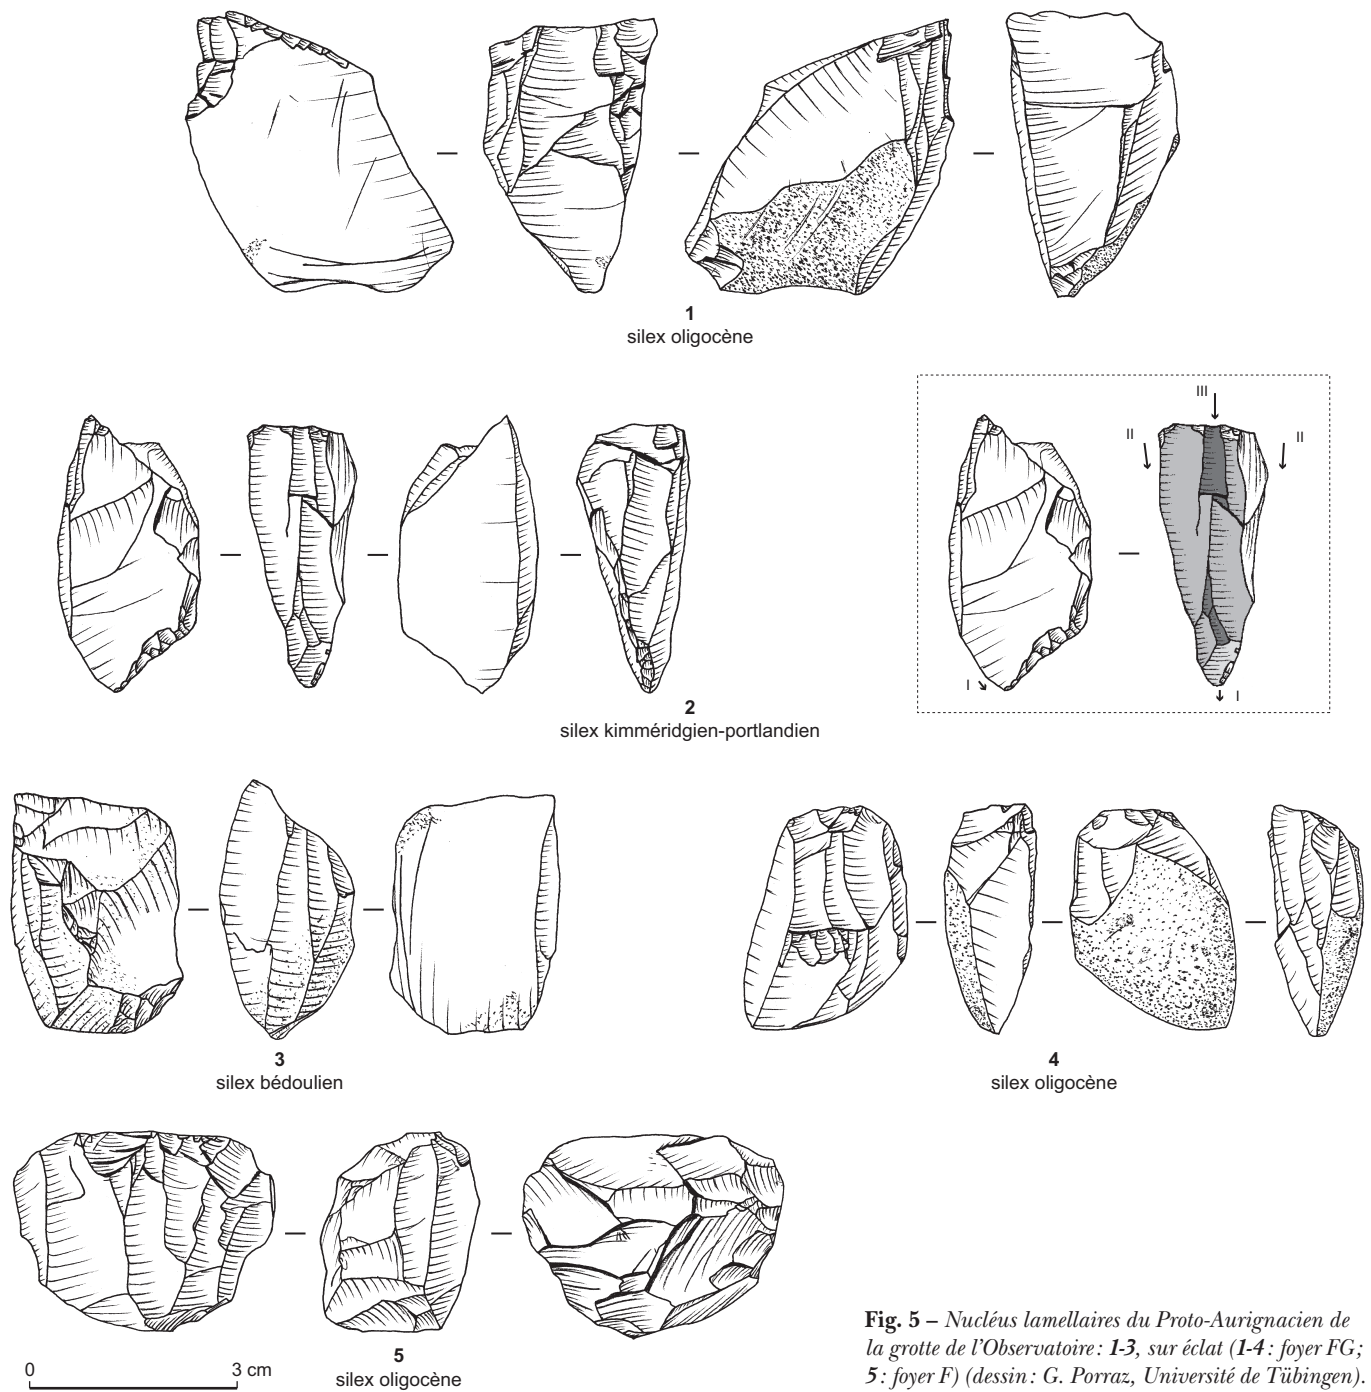 1
silex oligocène
III
II
II
I
I
2
silex kimméridgien-portlandien
3
silex bédoulien
4
silex oligocène
5
silex oligocène
0
3 cm
Fig. 5 – Nucléus lamellaires du Proto-Aurignacien de
la grotte de l’Observatoire : 1-3, sur éclat (1-4 : foyer FG;
5 : foyer F) (dessin : G. Porraz, Université de Tübingen).